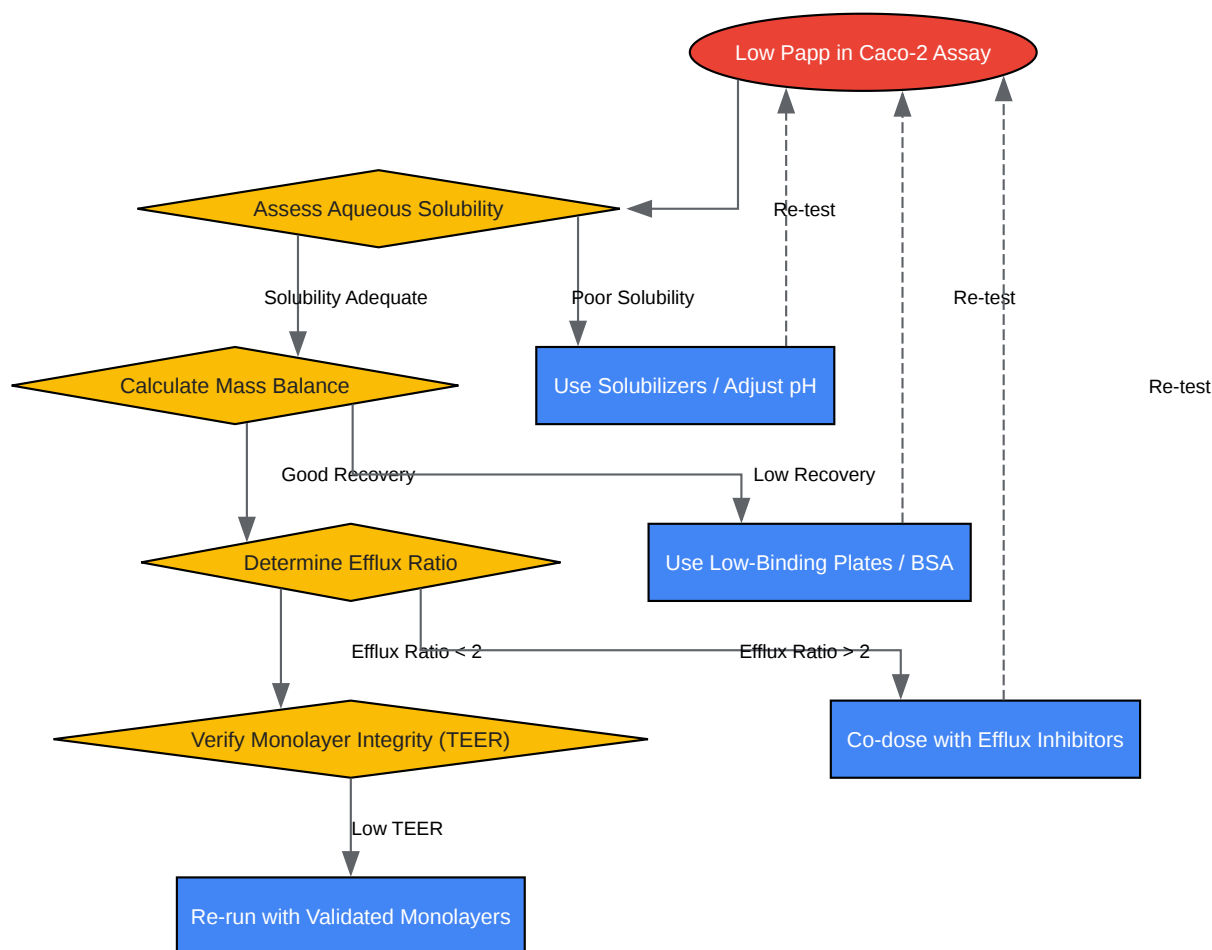 Low Papp in Caco-2 Assay
Assess Aqueous Solubility
Re-test
Solubility Adequate
Poor Solubility
Re-test
Calculate Mass Balance
Use Solubilizers / Adjust pH
Re-test
Good Recovery
Low Recovery
Determine Efflux Ratio
Use Low-Binding Plates / BSA
Efflux Ratio < 2
Efflux Ratio > 2
Verify Monolayer Integrity (TEER)
Co-dose with Efflux Inhibitors
Low TEER
Re-run with Validated Monolayers